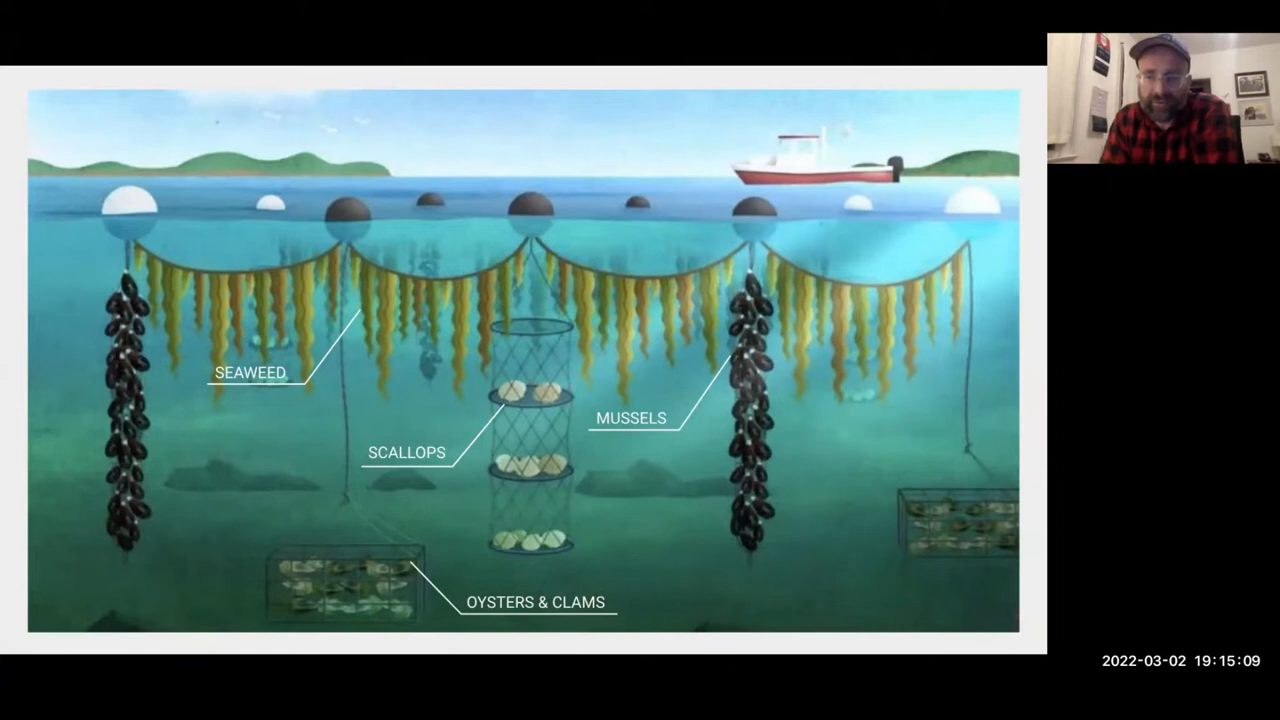 SEAWEED
MUSSELS
SCALLOPS
OYSTERS & CLAMS
2022-03-02 19:15:09